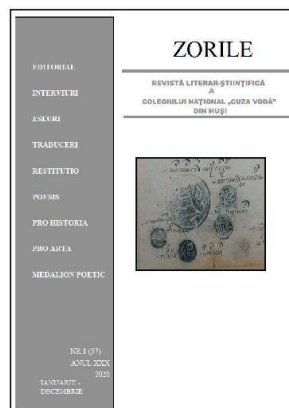 ZORILE
REVISTĂ LITERAR-ȘTIINȚIFICĂ
A
COLEGIULUI NAȚIONAL „CUZA VODĂ”
DIN HUȘI
EDITORIAL
INTERVIURI
ESEURI
TRADUCERI
RESTITUTIO
POESIS
PRO HISTORIA
PRO ARTA
MEDALION POETIC
NR.1 (57)
ANUL XXX
2020
IANUARIE -
DECEMBRIE